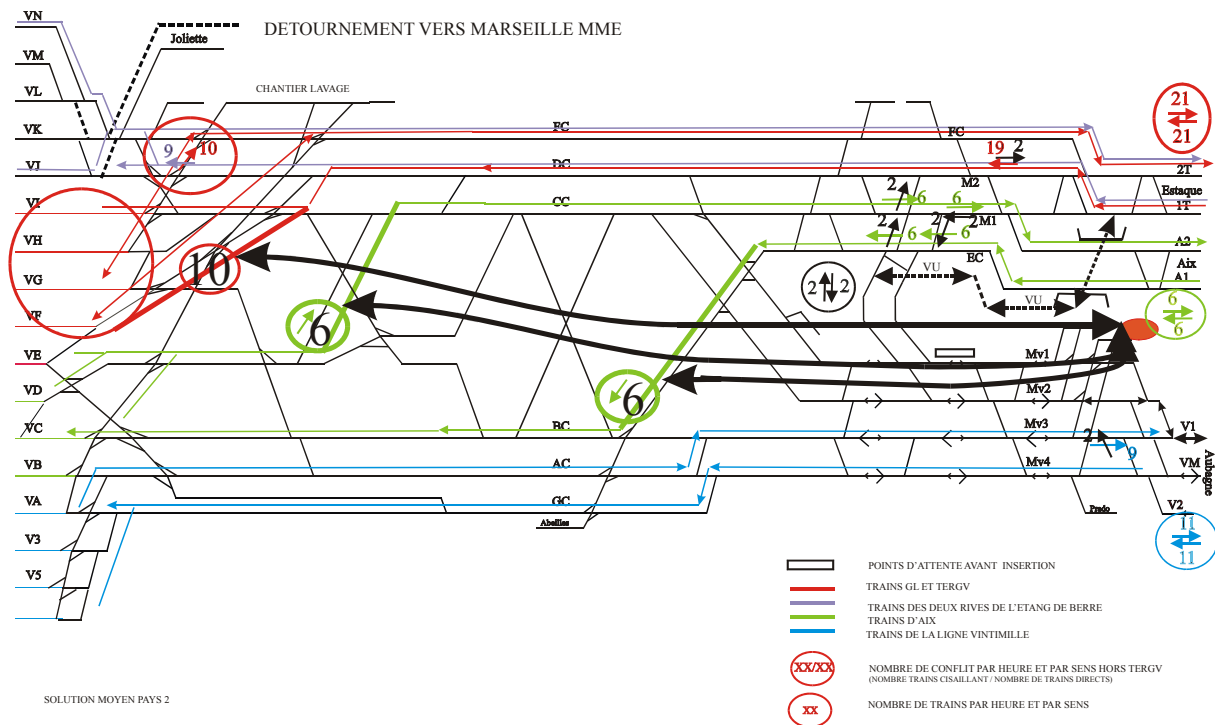 DETOURNEMENT VERS MARSEILLE MME
VN
Joliette
VM
CHANTIER LAVAGE
VL
21
21
VK
FC
FC
9
10
19
2
VJ
DC
2T
M2
Estaque
VI
CC
2
6
6
1T
M1
2
6
2
2
6
VH
EC
A2
10
2
2
VU
Aix
A1
VG
VU
6
6
6
VF
VE
Mv1
6
VD
Mv2
VC
BC
Mv3
2
V1
9
VB
AC
Mv4
VM
Aubagne
VA
GC
Abeilles
Prado
V2
11
11
V3
V5
POINTS D'ATTENTE AVANT INSERTION
TRAINS GL ET TERGV
TRAINS DES DEUX RIVES DE L'ETANG DE BERRE
TRAINS D'AIX
TRAINS DE LA LIGNE VINTIMILLE
XX/XX
NOMBRE DE CONFLIT PAR HEURE ET PAR SENS HORS TERGV
(NOMBRE TRAINS CISAILLANT / NOMBRE DE TRAINS DIRECTS)
XX
NOMBRE DE TRAINS PAR HEURE ET PAR SENS
SOLUTION MOYEN PAYS 2